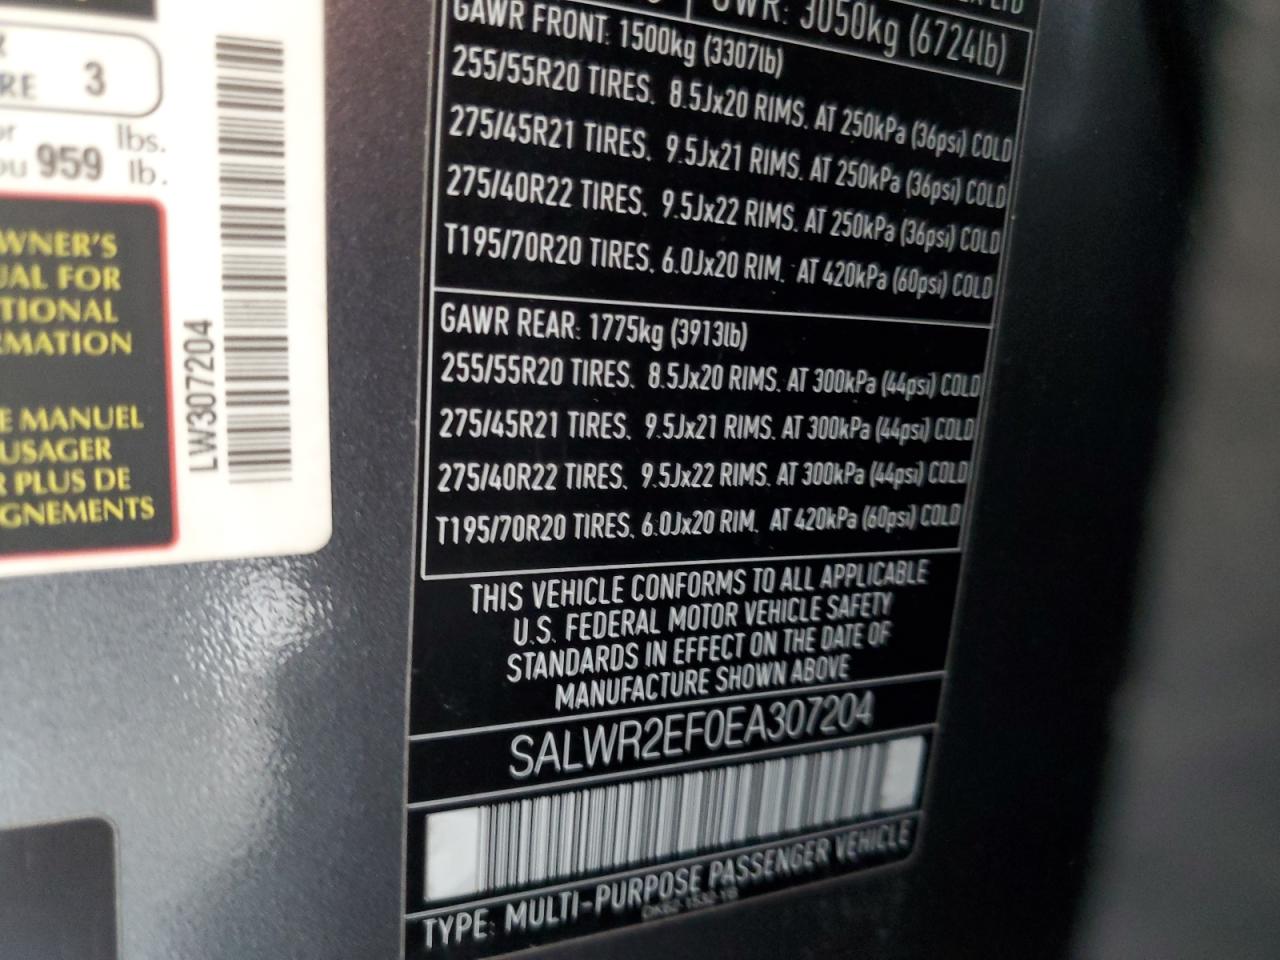 3
lbs.
959 lb.
LW307204
GVWR: 3050kg (6724lb)
GAWR FRONT: 1500kg (3307lb)
255/55R20 TIRES. 8.5Jx20 RIMS. AT 250kPa (36psi) COLD
275/45R21 TIRES. 9.5Jx21 RIMS. AT 250kPa (36psi) COLD
275/40R22 TIRES. 9.5Jx22 RIMS. AT 250kPa (36psi) COLD
T195/70R20 TIRES. 6.0Jx20 RIM. AT 420kPa (60psi) COLD
GAWR REAR: 1775kg (3913lb)
255/55R20 TIRES. 8.5Jx20 RIMS. AT 300kPa (44psi) COLD
275/45R21 TIRES. 9.5Jx21 RIMS. AT 300kPa (44psi) COLD
275/40R22 TIRES. 9.5Jx22 RIMS. AT 300kPa (44psi) COLD
T195/70R20 TIRES. 6.0Jx20 RIM. AT 420kPa (60psi) COLD
THIS VEHICLE CONFORMS TO ALL APPLICABLE
U.S. FEDERAL MOTOR VEHICLE SAFETY
STANDARDS IN EFFECT ON THE DATE OF
MANUFACTURE SHOWN ABOVE
SALWR2EF0EA307204
TYPE: MULTI-PURPOSE PASSENGER VEHICLE
WNER'S
UAL FOR
TIONAL
RMATION
E MANUEL
USAGER
R PLUS DE
GNEMENTS